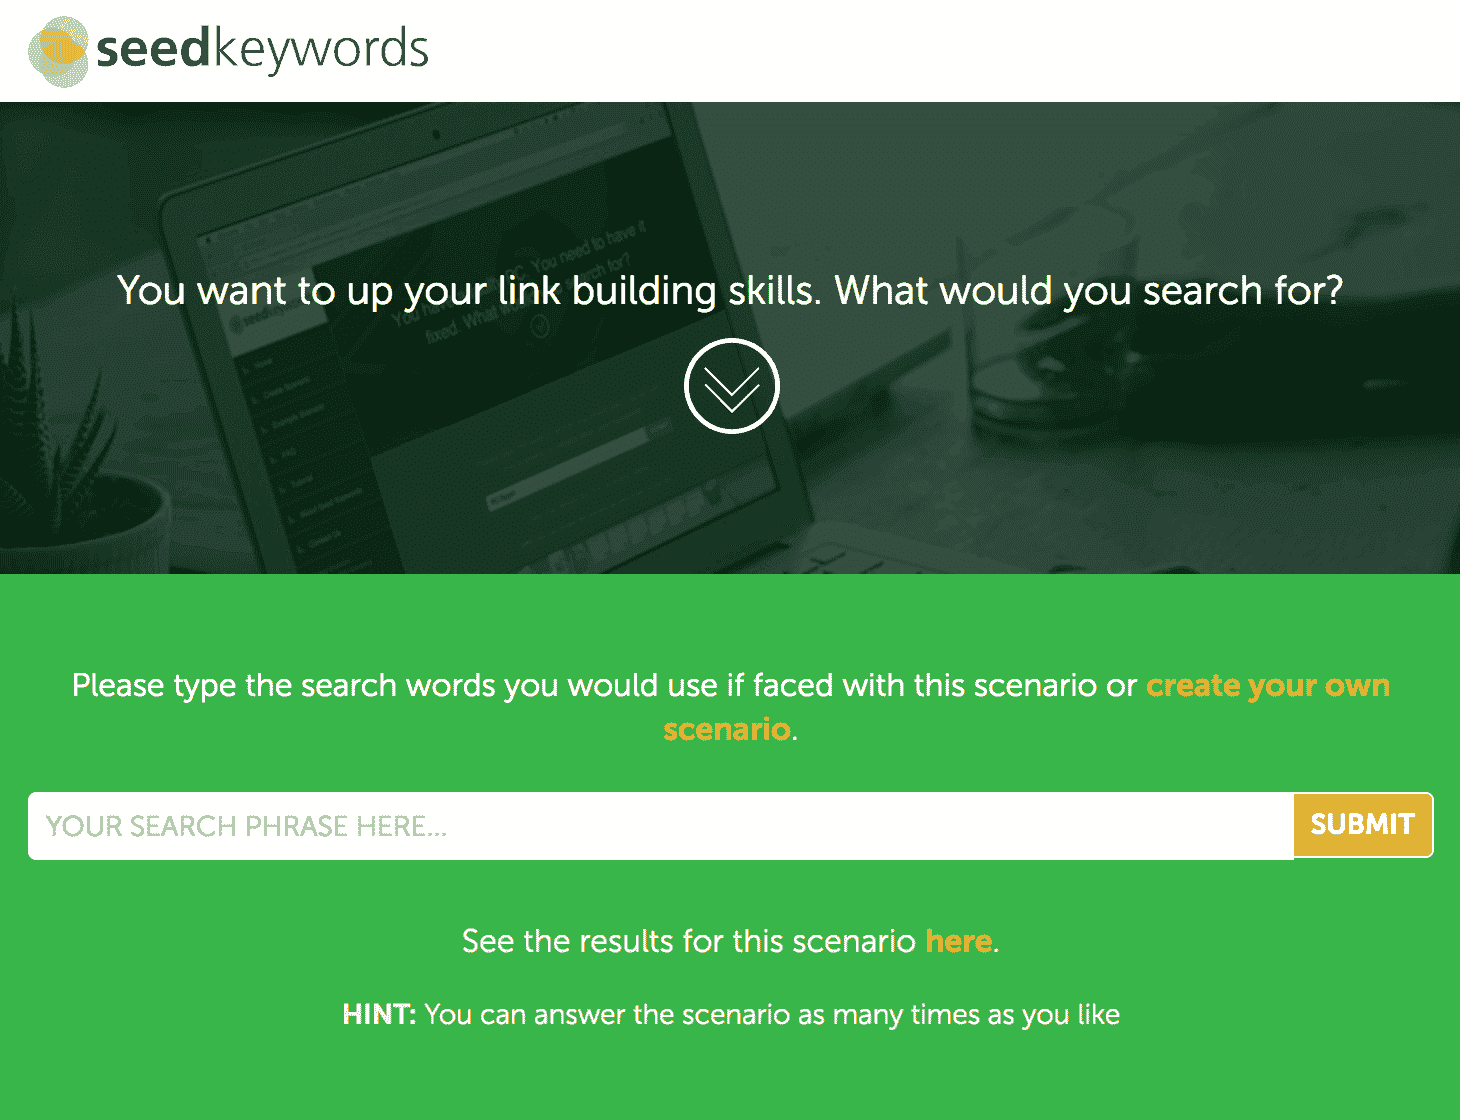 seedkeywords
You want to up your link building skills. What would you search for?
Please type the search words you would use if faced with this scenario or create your own
scenario.
YOUR SEARCH PHRASE HERE...
SUBMIT
See the results for this scenario here.
HINT: You can answer the scenario as many times as you like